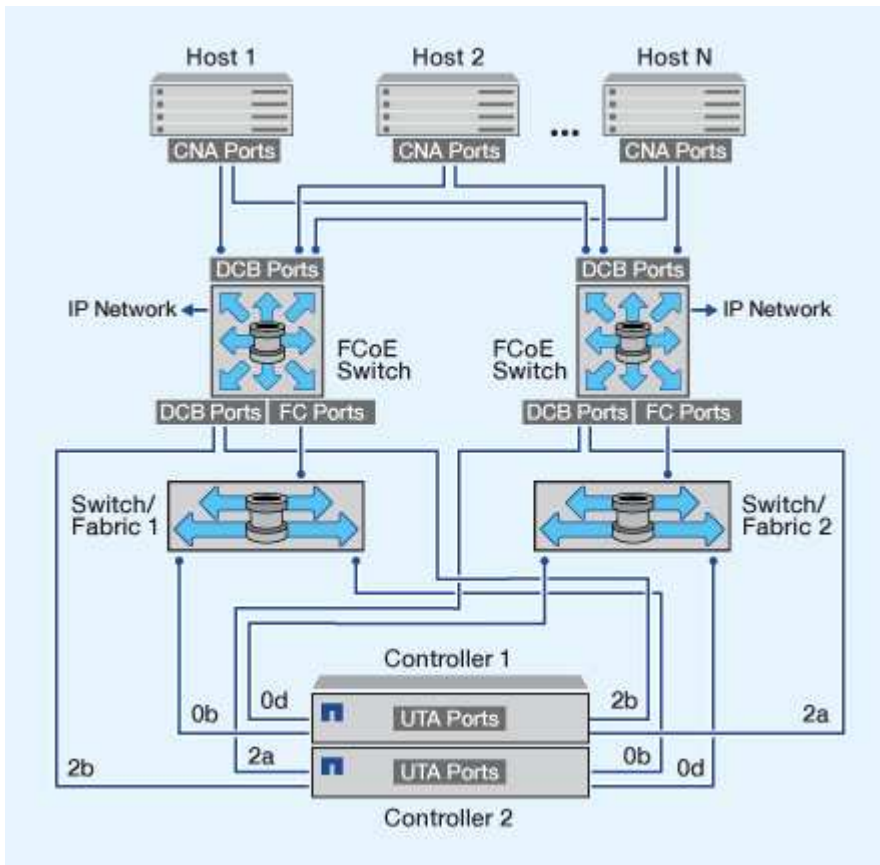 Host 1
Host 2
Host N
...
CNA Ports
CNA Ports
CNA Ports
DCB Ports
DCB Ports
IP Network
IP Network
FCoE
Switch
FCoE
Switch
DCB Ports
FC Ports
DCB Ports
FC Ports
Switch/
Fabric 1
Switch/
Fabric 2
Controller 1
0d
2b
0b
UTA Ports
2a
2a
0b
2b
UTA Ports
0d
Controller 2